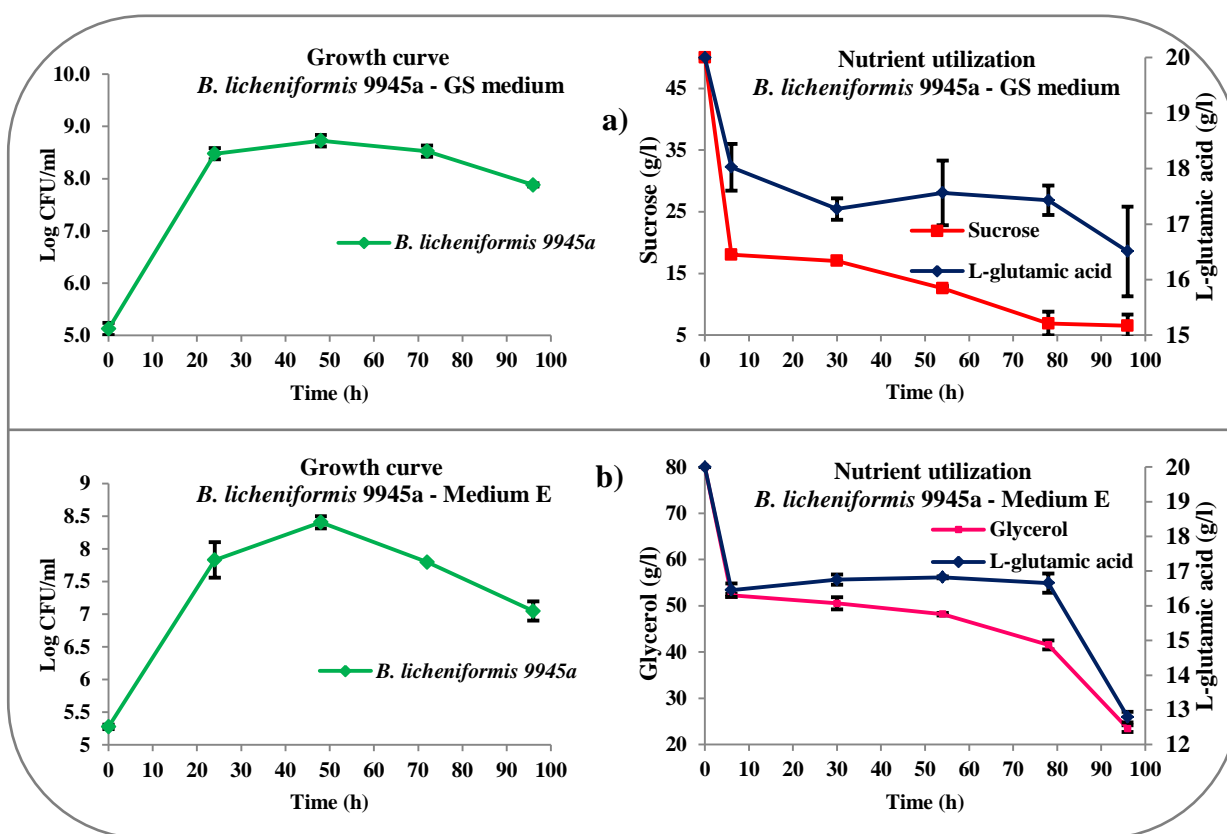 Growth curve
B. licheniformis 9945a - GS medium
10.0
9.0
8.0
7.0
6.0
5.0
Log CFU/ml
B. licheniformis 9945a
0 10 20 30 40 50 60 70 80 90 100
Time (h)
a)
Nutrient utilization
B. licheniformis 9945a - GS medium
45
35
25
15
5
Sucrose (g/l)
20
19
18
17
16
15
L-glutamic acid (g/l)
Sucrose
L-glutamic acid
0 10 20 30 40 50 60 70 80 90 100
Time (h)
Growth curve
B. licheniformis 9945a - Medium E
9
8.5
8
7.5
7
6.5
6
5.5
5
Log CFU/ml
B. licheniformis 9945a
0 10 20 30 40 50 60 70 80 90 100
Time (h)
b)
Nutrient utilization
B. licheniformis 9945a - Medium E
80
70
60
50
40
30
20
Glycerol (g/l)
20
19
18
17
16
15
14
13
12
L-glutamic acid (g/l)
Glycerol
L-glutamic acid
0 10 20 30 40 50 60 70 80 90 100
Time (h)